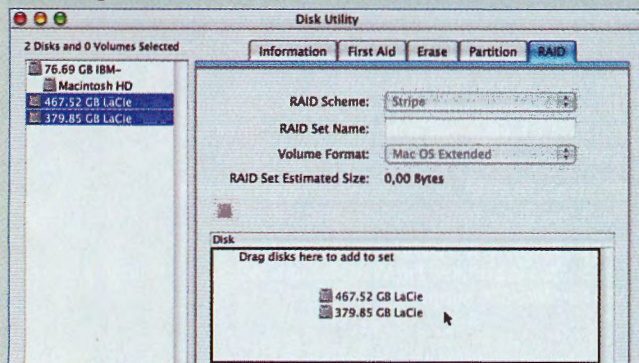 Disk Utility
2 Disks and 0 Volumes Selected
76.69 GB IBM-
Macintosh HD
467.52 GB LaCie
379.85 GB LaCie
Information
First Aid
Erase
Partition
RAID
RAID Scheme: Stripe
RAID Set Name:
Volume Format: Mac OS Extended
RAID Set Estimated Size: 0,00 Bytes
Disk
Drag disks here to add to set
467.52 GB LaCie
379.85 GB LaCie